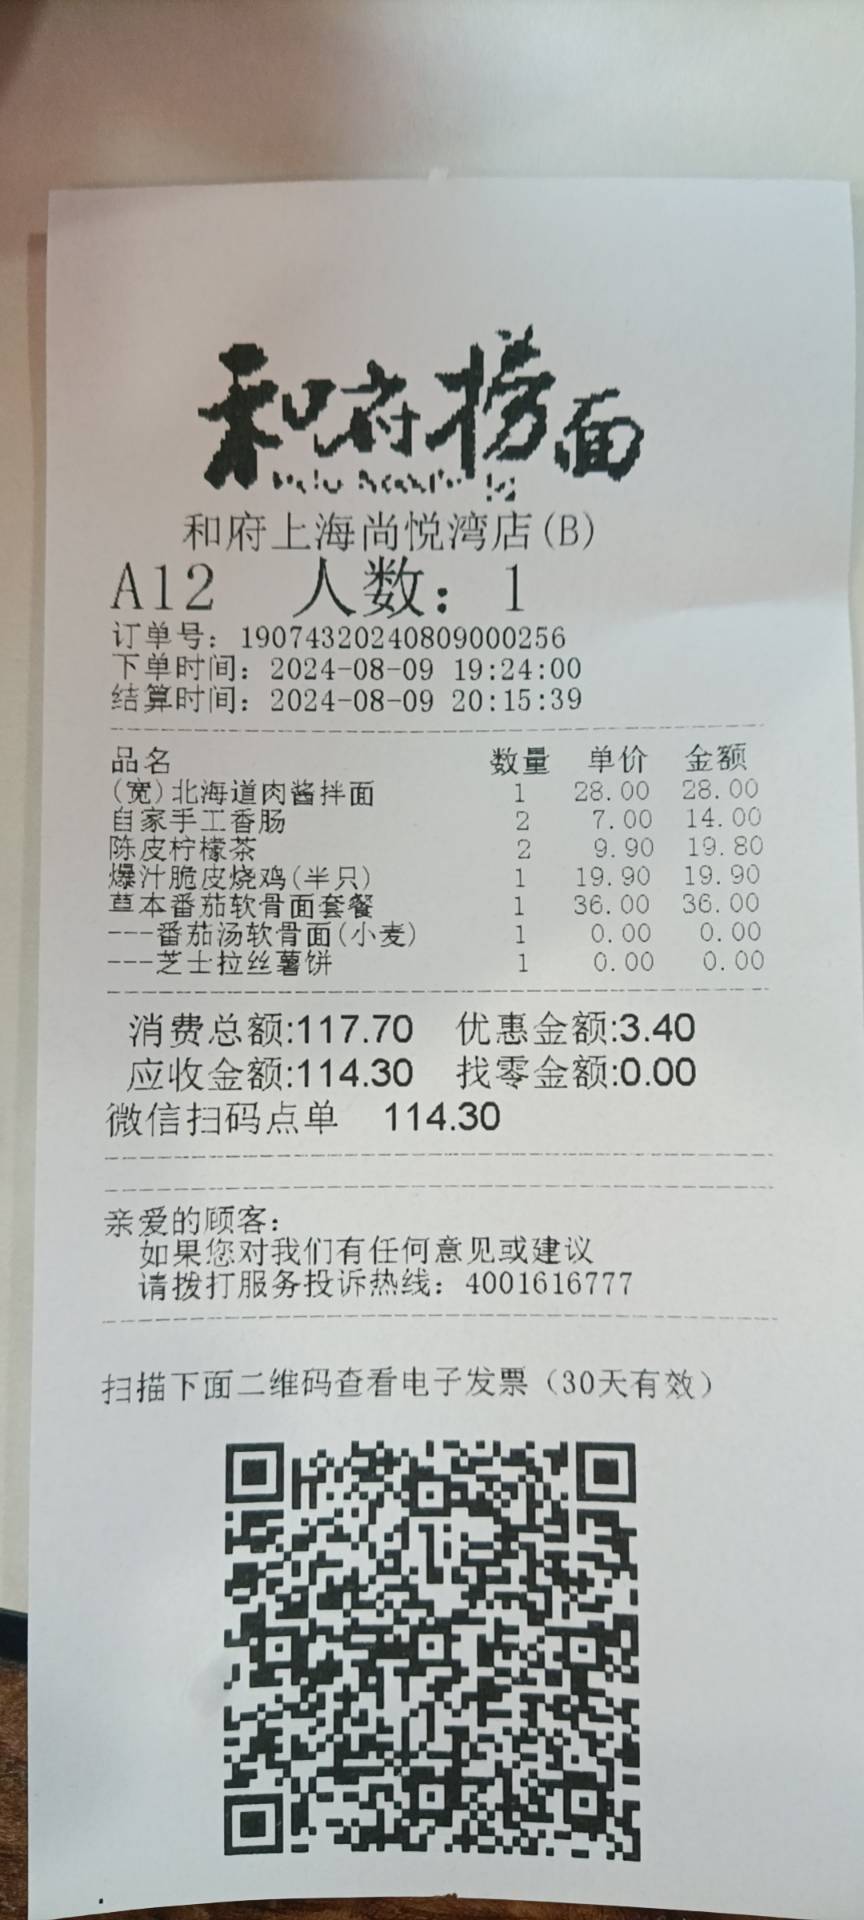 和府捞面
和府上海尚悦湾店(B)
A12 人数: 1
订单号: 19074320240809000256
下单时间: 2024-08-09 19:24:00
结算时间: 2024-08-09 20:15:39
品名 数量 单价 金额
(宽)北海道肉酱拌面 1 28.00 28.00
自家手工香肠 2 7.00 14.00
陈皮柠檬茶 2 9.90 19.80
爆汁脆皮烧鸡(半只) 1 19.90 19.90
草本番茄软骨面套餐 1 36.00 36.00
---番茄汤软骨面(小麦) 1 0.00 0.00
---芝士拉丝薯饼 1 0.00 0.00
消费总额:117.70 优惠金额:3.40
应收金额:114.30 找零金额:0.00
微信扫码点单 114.30
亲爱的顾客:
如果您对我们有任何意见或建议
请拨打服务投诉热线: 4001616777
扫描下面二维码查看电子发票（30天有效）